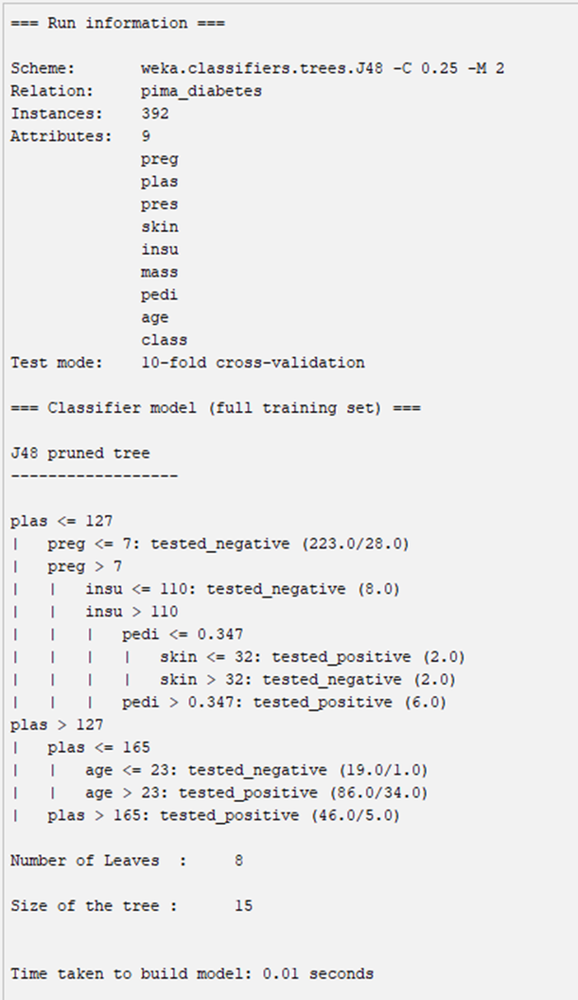 === Run information ===
Scheme:       weka.classifiers.trees.J48 -C 0.25 -M 2
Relation:     pima_diabetes
Instances:    392
Attributes:   9
              preg
              plas
              pres
              skin
              insu
              mass
              pedi
              age
              class
Test mode:    10-fold cross-validation
=== Classifier model (full training set) ===
J48 pruned tree
------------------
plas <= 127
|   preg <= 7: tested_negative (223.0/28.0)
|   preg > 7
|   |   insu <= 110: tested_negative (8.0)
|   |   insu > 110
|   |   |   pedi <= 0.347
|   |   |   |   skin <= 32: tested_positive (2.0)
|   |   |   |   skin > 32: tested_negative (2.0)
|   |   |   pedi > 0.347: tested_positive (6.0)
plas > 127
|   plas <= 165
|   |   age <= 23: tested_negative (19.0/1.0)
|   |   age > 23: tested_positive (86.0/34.0)
|   plas > 165: tested_positive (46.0/5.0)
Number of Leaves  :     8
Size of the tree :      15
Time taken to build model: 0.01 seconds